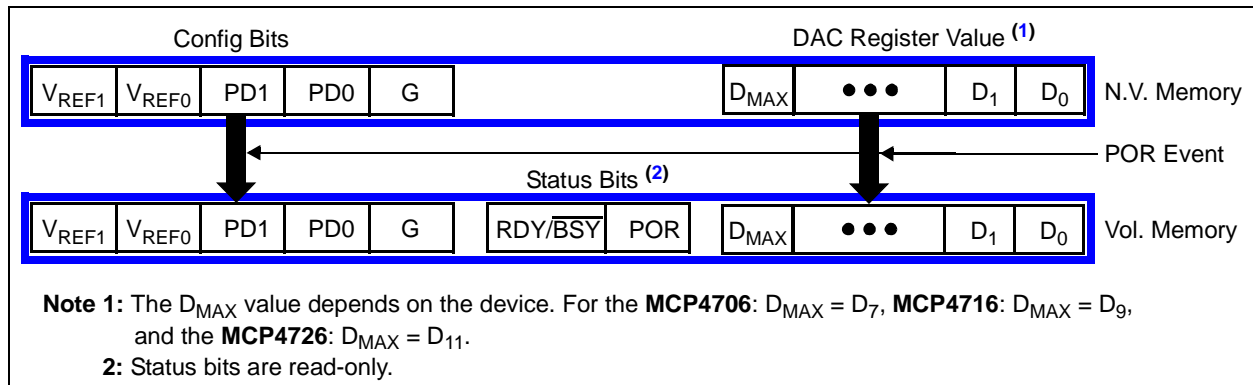 Config Bits DAC Register Value (1)
VREF1 VREF0 PD1 PD0 G DMAX ••• D1 D0 N.V. Memory
POR Event
Status Bits (2)
VREF1 VREF0 PD1 PD0 G RDY/BSY POR DMAX ••• D1 D0 Vol. Memory
Note 1: The DMAX value depends on the device. For the MCP4706: DMAX = D7, MCP4716: DMAX = D9,
and the MCP4726: DMAX = D11.
2: Status bits are read-only.